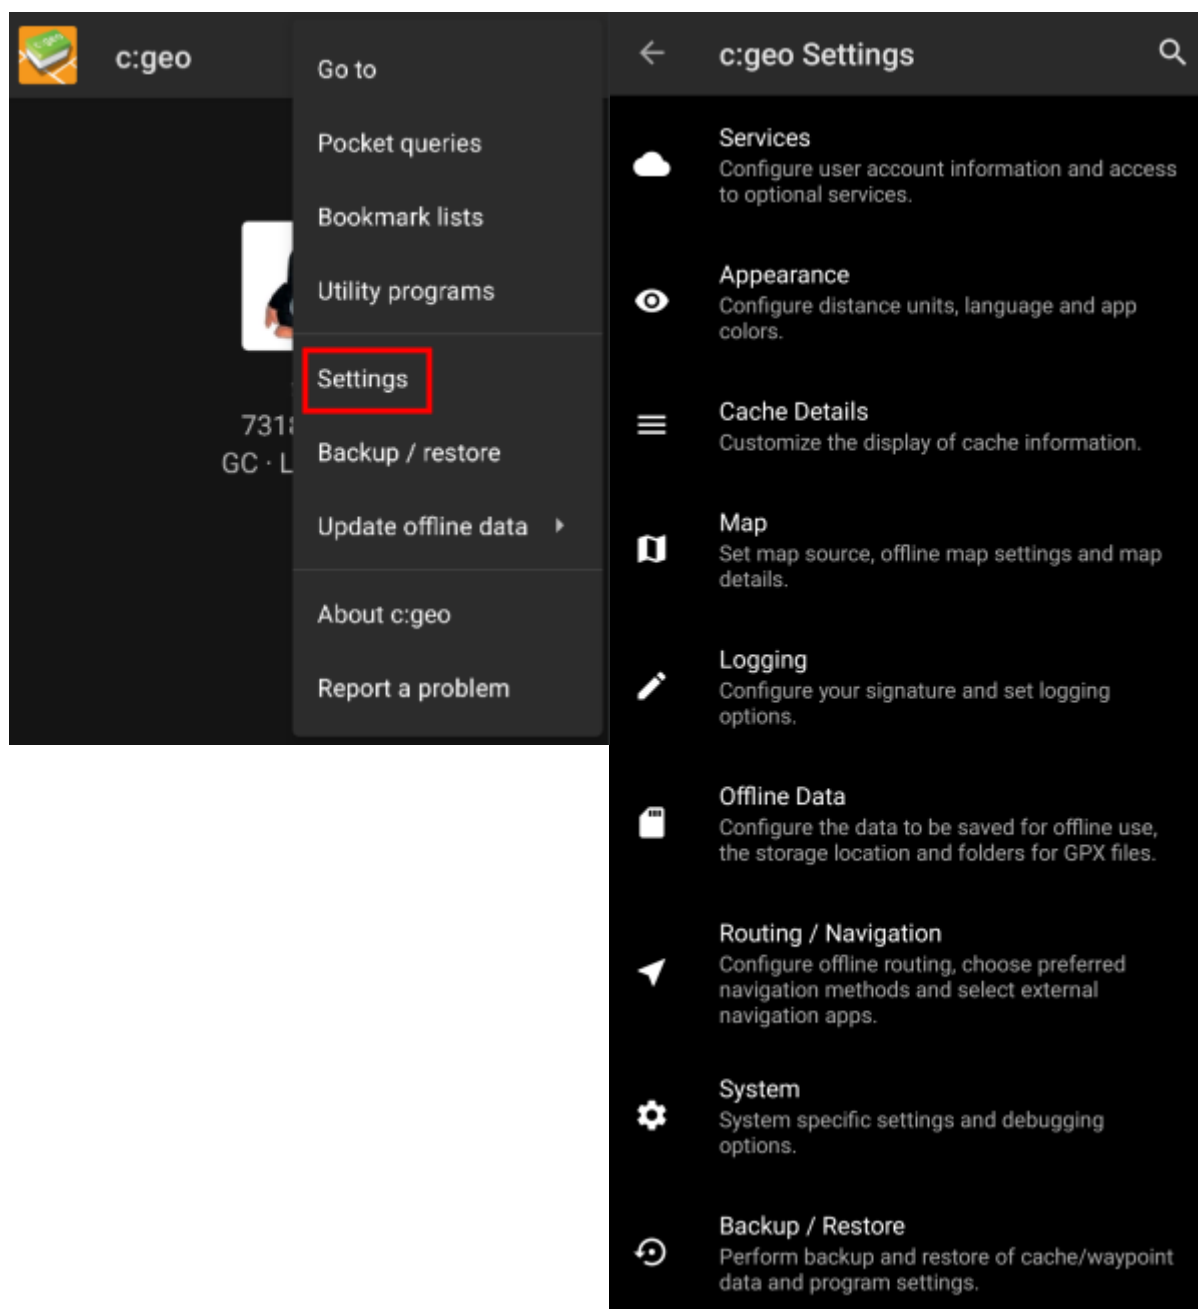 c:geo
Go to
Pocket queries
Bookmark lists
Utility programs
Settings
731
Backup / restore
GC · L
Update offline data
About c:geo
Report a problem
c:geo Settings
Services
Configure user account information and access
to optional services.
Appearance
Configure distance units, language and app
colors.
Cache Details
Customize the display of cache information.
Map
Set map source, offline map settings and map
details.
Logging
Configure your signature and set logging
options.
Offline Data
Configure the data to be saved for offline use,
the storage location and folders for GPX files.
Routing / Navigation
Configure offline routing, choose preferred
navigation methods and select external
navigation apps.
System
System specific settings and debugging
options.
Backup / Restore
Perform backup and restore of cache/waypoint
data and program settings.